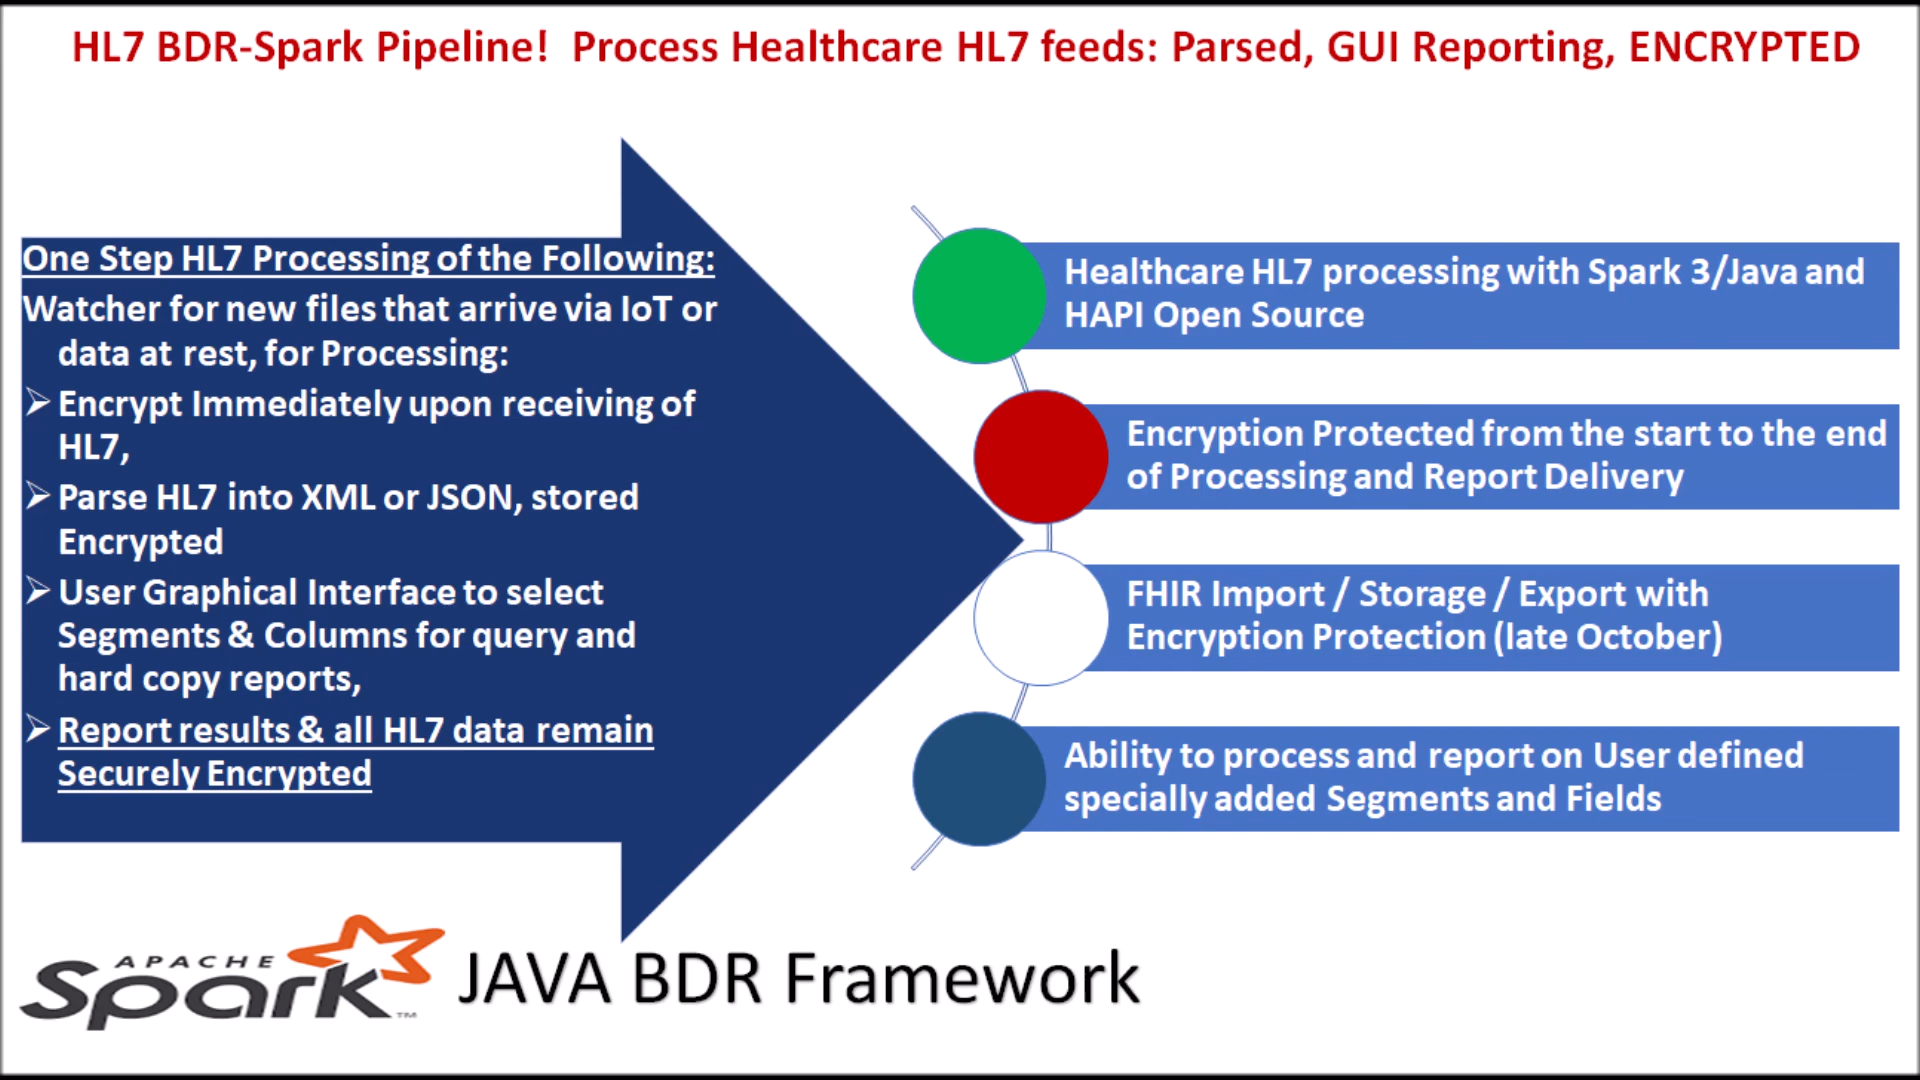 HL7 BDR-Spark Pipeline!  Process Healthcare HL7 feeds: Parsed, GUI Reporting, ENCRYPTED
One Step HL7 Processing of the Following:
Watcher for new files that arrive via IoT or
data at rest, for Processing:
Encrypt Immediately upon receiving of
HL7,
Parse HL7 into XML or JSON, stored
Encrypted
User Graphical Interface to select
Segments & Columns for query and
hard copy reports,
Report results & all HL7 data remain
Securely Encrypted
Healthcare HL7 processing with Spark 3/Java and
HAPI Open Source
Encryption Protected from the start to the end
of Processing and Report Delivery
FHIR Import / Storage / Export with
Encryption Protection (late October)
Ability to process and report on User defined
specially added Segments and Fields
APACHE
Spark™
JAVA BDR Framework